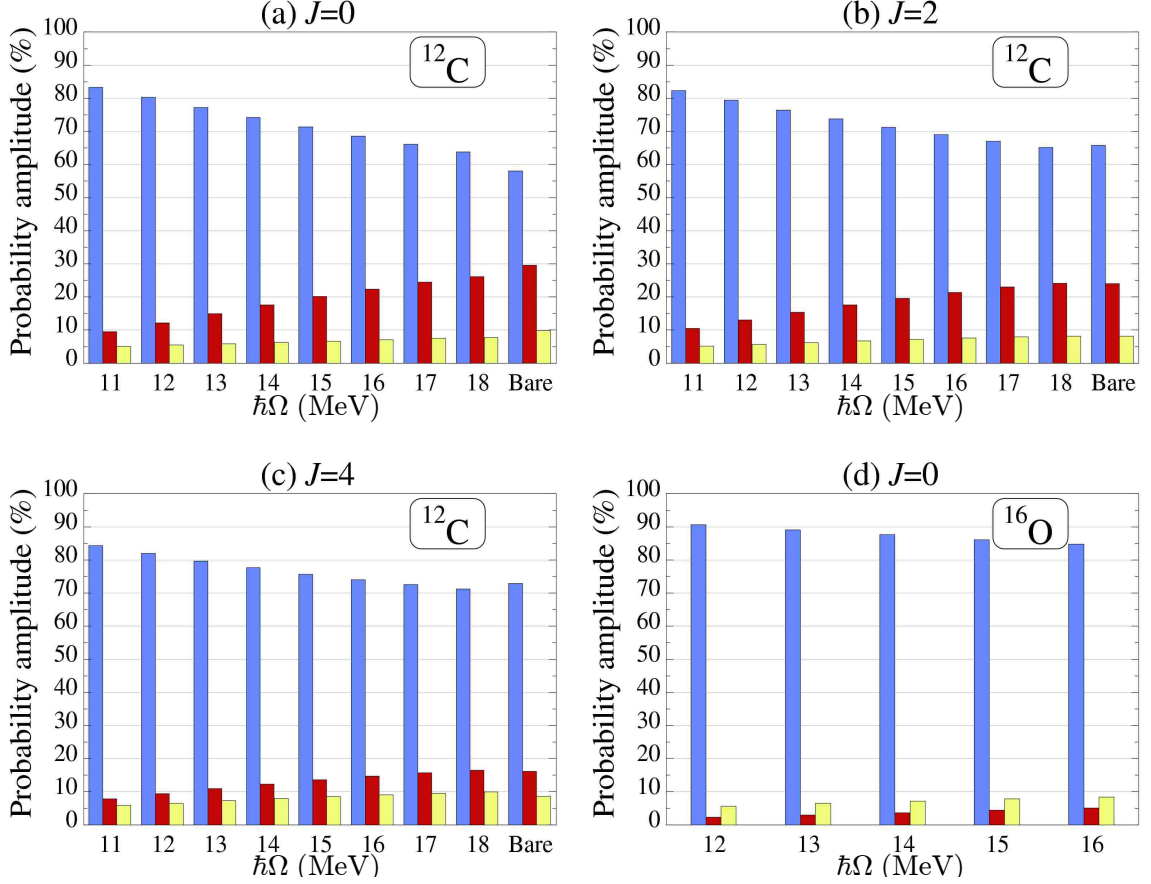 (a) J=0
Probability amplitude (%)
100
90
80
70
60
50
40
30
20
10
0
¹²C
11 12 13 14 15 16 17 18 Bare
ℏΩ (MeV)
(b) J=2
Probability amplitude (%)
100
90
80
70
60
50
40
30
20
10
0
¹²C
11 12 13 14 15 16 17 18 Bare
ℏΩ (MeV)
(c) J=4
Probability amplitude (%)
100
90
80
70
60
50
40
30
20
10
0
¹²C
11 12 13 14 15 16 17 18 Bare
ℏΩ (MeV)
(d) J=0
Probability amplitude (%)
100
90
80
70
60
50
40
30
20
10
0
¹⁶O
12 13 14 15 16
ℏΩ (MeV)